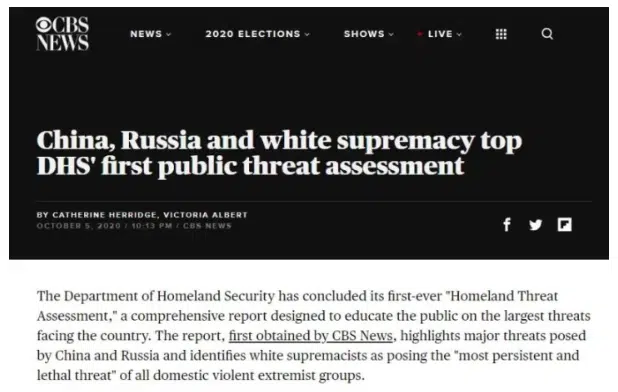 CBS NEWS
NEWS
2020 ELECTIONS
SHOWS
LIVE
China, Russia and white supremacy top
DHS' first public threat assessment
BY CATHERINE HERRIDGE, VICTORIA ALBERT
OCTOBER 5, 2020 / 10:13 PM / CBS NEWS
The Department of Homeland Security has concluded its first-ever "Homeland Threat
Assessment," a comprehensive report designed to educate the public on the largest threats
facing the country. The report, first obtained by CBS News, highlights major threats posed
by China and Russia and identifies white supremacists as posing the "most persistent and
lethal threat" of all domestic violent extremist groups.